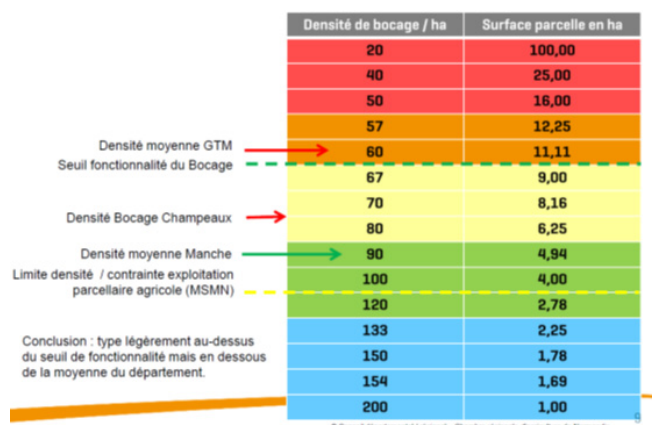 Densité de bocage / ha Surface parcelle en ha
20 100,00
40 25,00
50 16,00
57 12,25
Densité moyenne GTM 60 11,11
Seuil fonctionnalité du Bocage
67 9,00
70 8,16
Densité Bocage Champeaux
80 6,25
Densité moyenne Manche 90 4,94
Limite densité / contrainte exploitation
parcellaire agricole (MSMN)
100 4,00
120 2,78
133 2,25
Conclusion : type légèrement au-dessus
du seuil de fonctionnalité mais en dessous
de la moyenne du département.
150 1,78
154 1,69
200 1,00
9